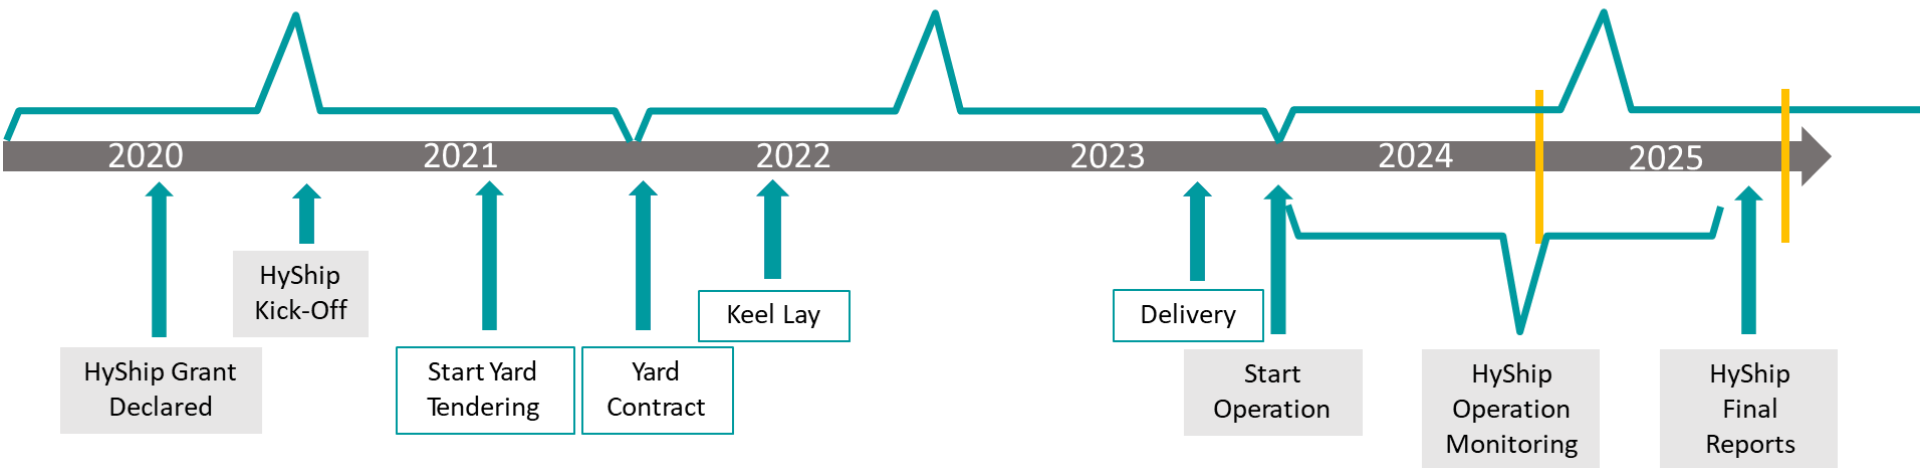 2020
2021
2022
2023
2024
2025
HyShip Grant
Declared
HyShip
Kick-Off
Start Yard
Tendering
Yard
Contract
Keel Lay
Delivery
Start
Operation
HyShip
Operation
Monitoring
HyShip
Final
Reports